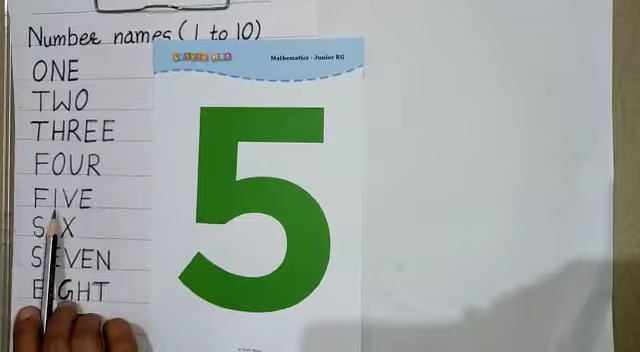 Number names (1 to 10)
ONE
TWO
THREE
FOUR
FIVE
SIX
SEVEN
EIGHT
Mathematics - Junior KG
5